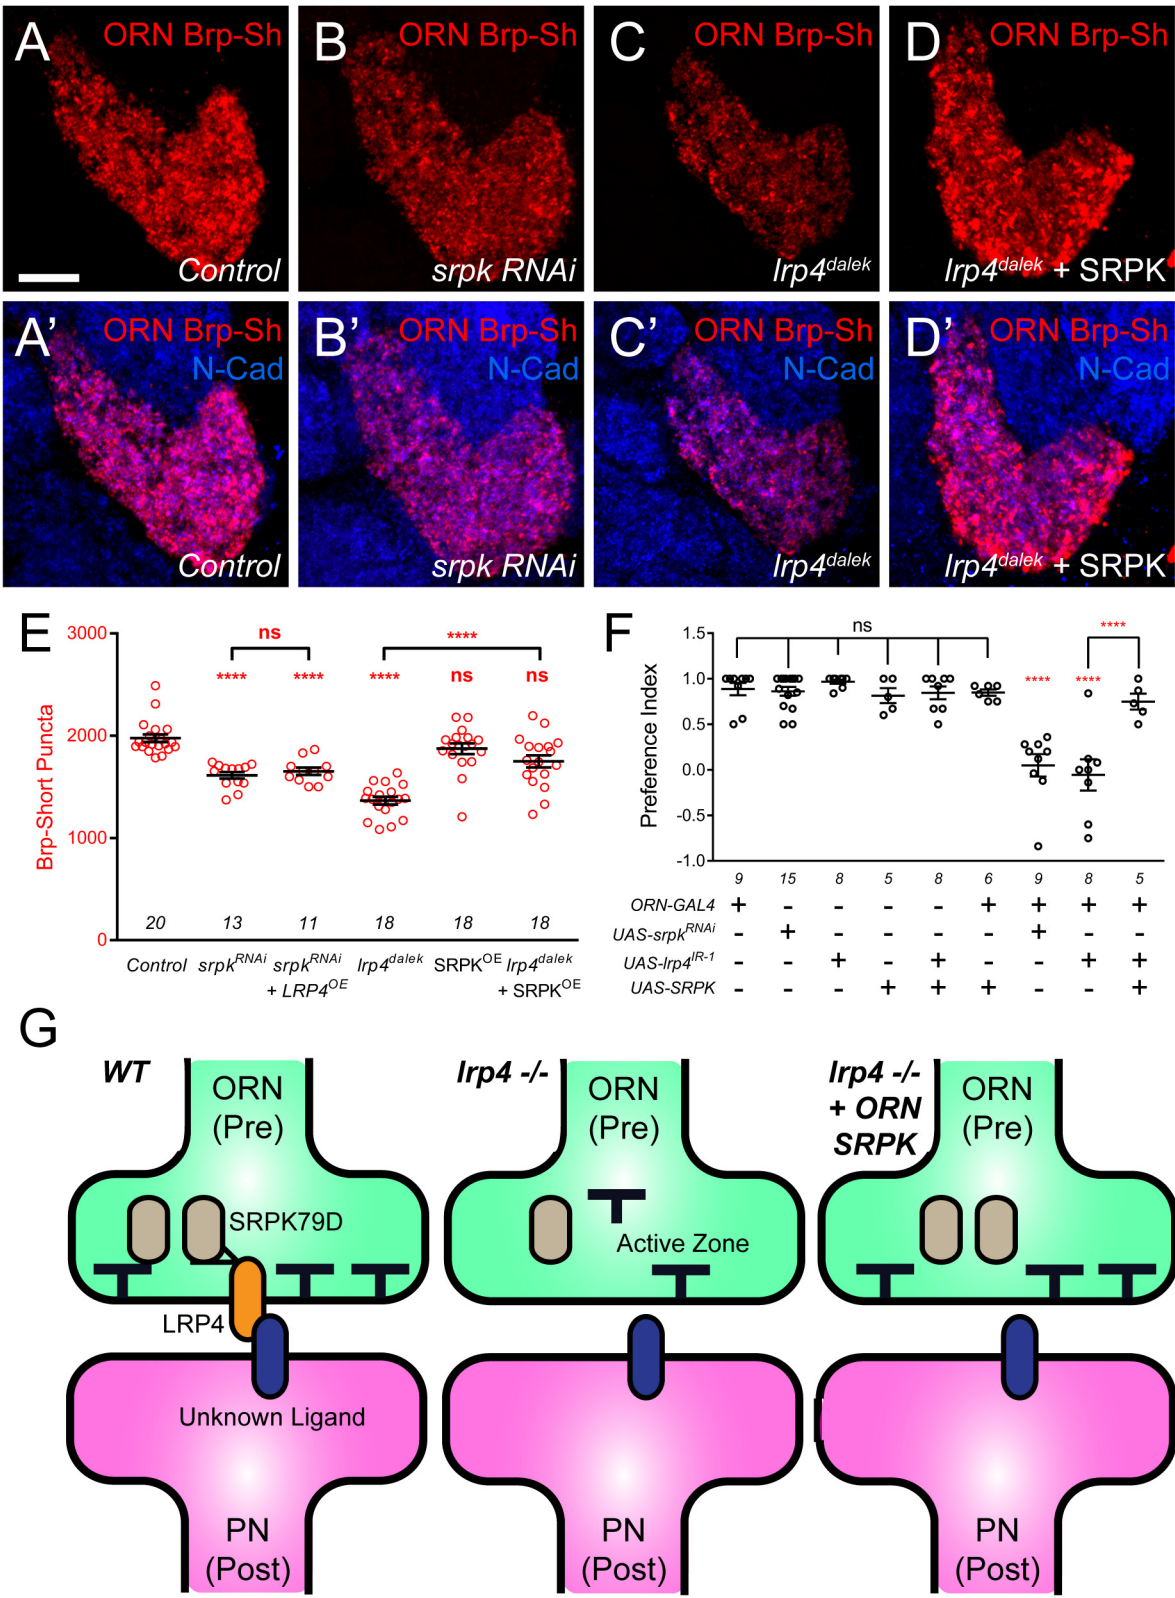 A ORN Brp-Sh
Control
B ORN Brp-Sh
srpk RNAi
C ORN Brp-Sh
lrp4dalek
D ORN Brp-Sh
lrp4dalek + SRPK
A’ ORN Brp-Sh
N-Cad
Control
B’ ORN Brp-Sh
N-Cad
srpk RNAi
C’ ORN Brp-Sh
N-Cad
lrp4dalek
D’ ORN Brp-Sh
N-Cad
lrp4dalek + SRPK
E
Brp-Short Puncta
3000
2000
1000
0
ns
****
**** **** **** ns ns
20 13 11 18 18 18
Control srpkRNAi srpkRNAi lrp4dalek SRPKOE lrp4dalek
+ LRP4OE + SRPKOE
F
Preference Index
1.5
1.0
0.5
0.0
-0.5
-1.0
ns
****
**** ****
9 15 8 5 8 6 9 8 5
ORN-GAL4 + - - - - + + + +
UAS-srpkRNAi - + - - - - + - -
UAS-lrp4IR-1 - - + - + - - + +
UAS-SRPK - - - + + + - - +
G
WT
ORN
(Pre)
SRPK79D
LRP4
Unknown Ligand
PN
(Post)
lrp4 -/-
ORN
(Pre)
Active Zone
PN
(Post)
lrp4 -/-
+ ORN
SRPK
ORN
(Pre)
PN
(Post)